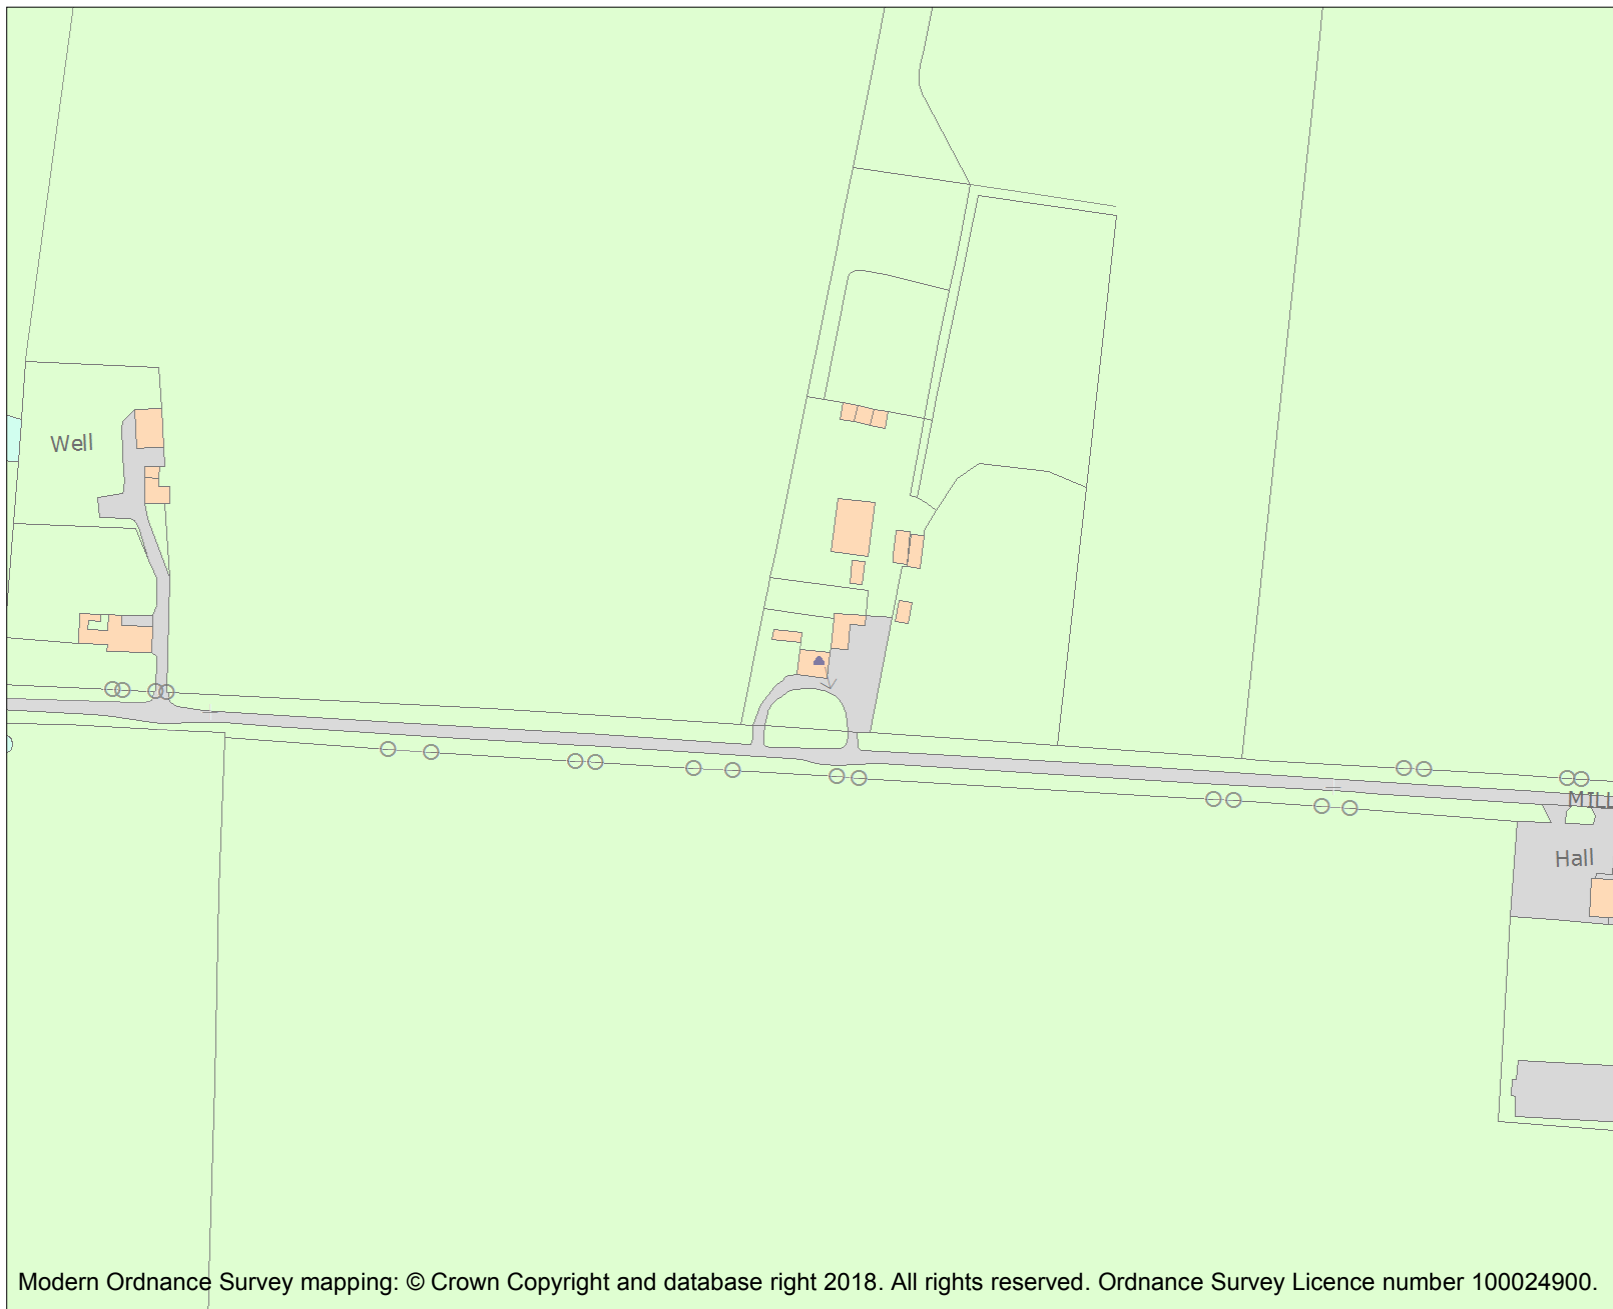 Well
MILL
Hall
Modern Ordnance Survey mapping: © Crown Copyright and database right 2018. All rights reserved. Ordnance Survey Licence number 100024900.